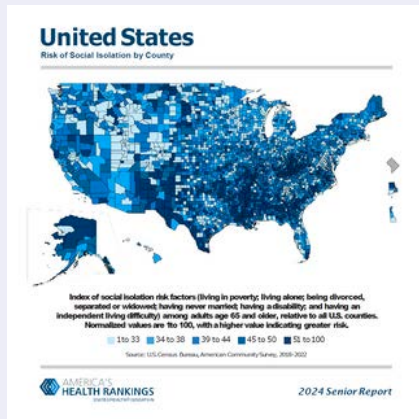 United States
Risk of Social Isolation by County
Index of social isolation risk factors (living in poverty; living alone; being divorced,
separated or widowed; having never married; having a disability; and having an
independent living difficulty) among adults age 65 and older, relative to all U.S. counties.
Normalized values are 1to 100, with a higher value indicating greater risk.
1 to 33 34 to 38 39 to 44 45 to 50 51 to 100
Source: U.S. Census Bureau, American Community Survey, 2018-2022
AMERICA'S
HEALTH RANKINGS
2024 Senior Report